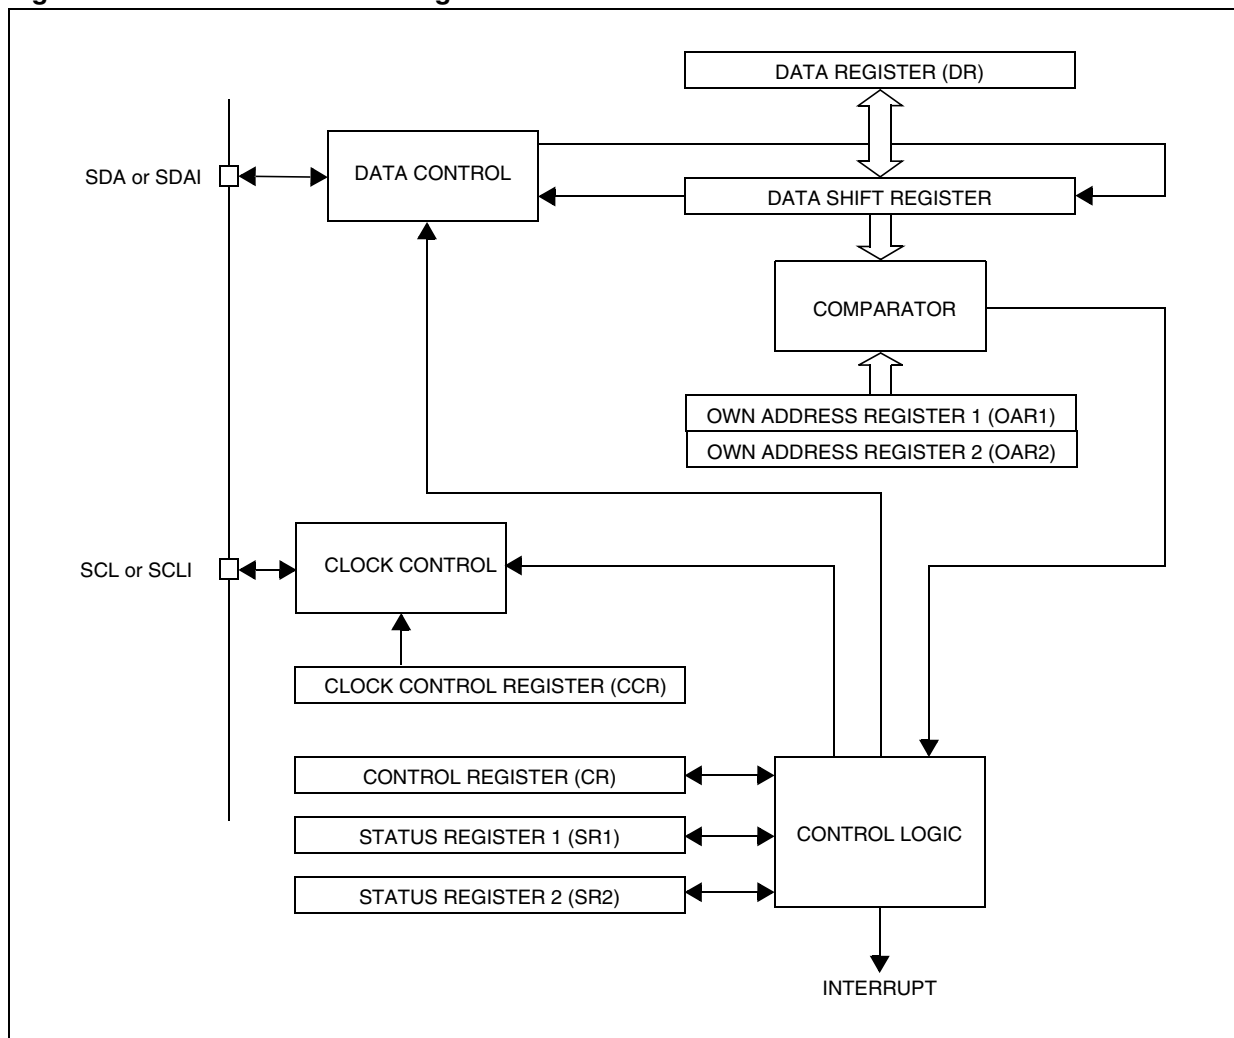 DATA REGISTER (DR)
SDA or SDAI
DATA CONTROL
DATA SHIFT REGISTER
COMPARATOR
OWN ADDRESS REGISTER 1 (OAR1)
OWN ADDRESS REGISTER 2 (OAR2)
SCL or SCLI
CLOCK CONTROL
CLOCK CONTROL REGISTER (CCR)
CONTROL REGISTER (CR)
STATUS REGISTER 1 (SR1)
CONTROL LOGIC
STATUS REGISTER 2 (SR2)
INTERRUPT